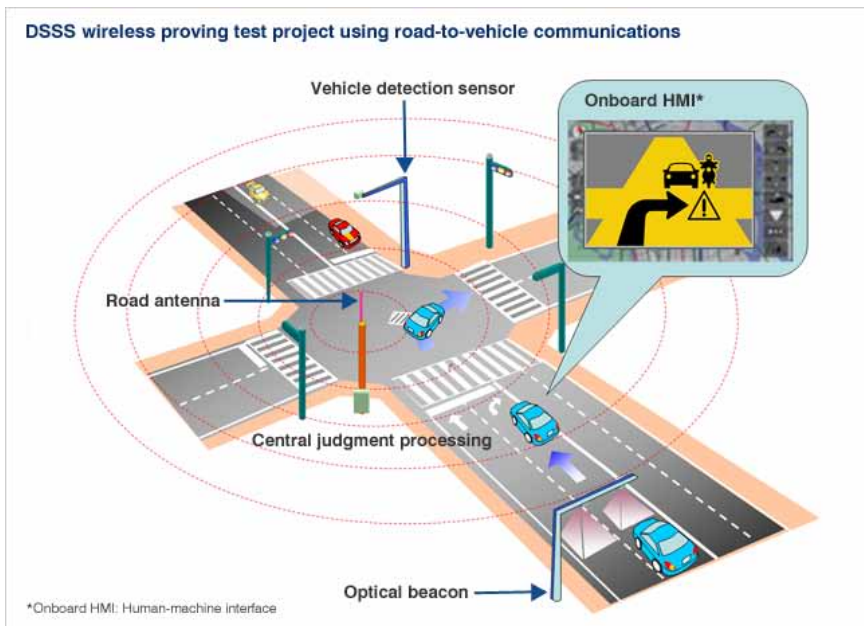 DSSS wireless proving test project using road-to-vehicle communications
Vehicle detection sensor
Onboard HMI*
Road antenna
Central judgment processing
Optical beacon
*Onboard HMI: Human-machine interface